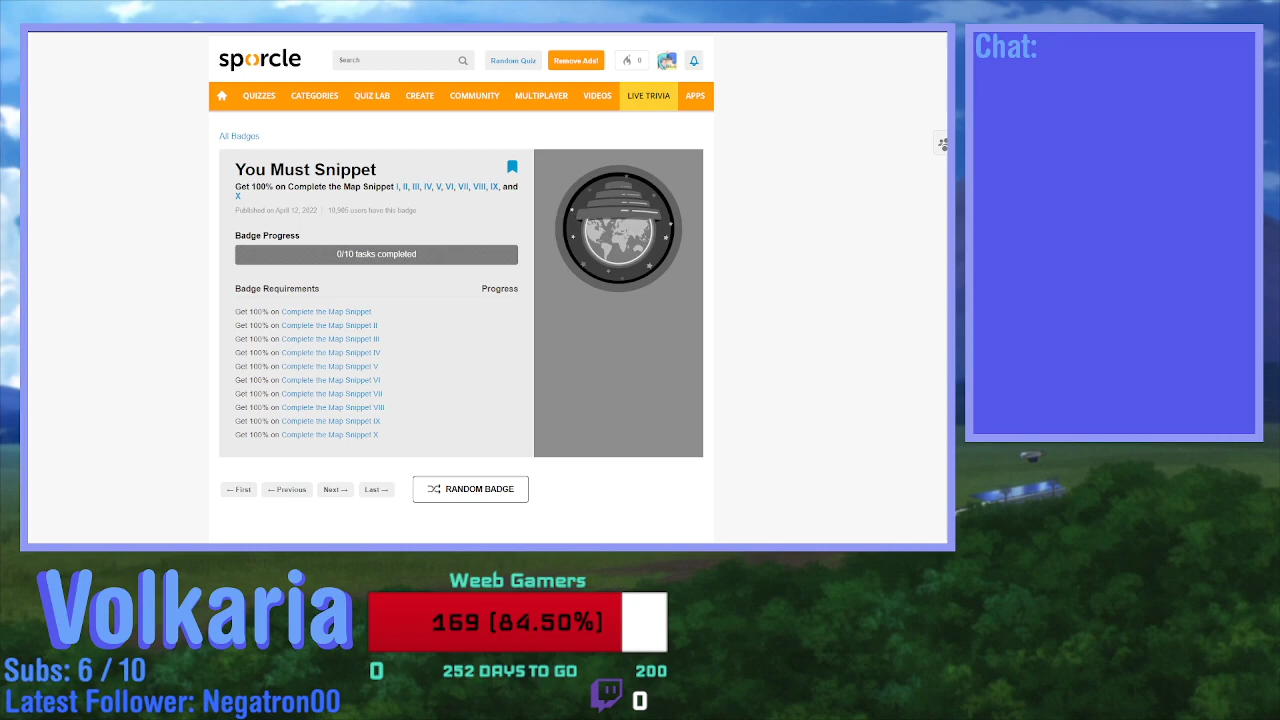 sporcle
Search
Random Quiz
Remove Ads!
0
QUIZZES
CATEGORIES
QUIZ LAB
CREATE
COMMUNITY
MULTIPLAYER
VIDEOS
LIVE TRIVIA
APPS
Chat:
All Badges
You Must Snippet
Get 100% on Complete the Map Snippet I, II, III, IV, V, VI, VII, VIII, IX, and
X
Published on April 12, 2022 | 10,905 users have this badge
Badge Progress
0/10 tasks completed
Badge Requirements Progress
Get 100% on Complete the Map Snippet
Get 100% on Complete the Map Snippet II
Get 100% on Complete the Map Snippet III
Get 100% on Complete the Map Snippet IV
Get 100% on Complete the Map Snippet V
Get 100% on Complete the Map Snippet VI
Get 100% on Complete the Map Snippet VII
Get 100% on Complete the Map Snippet VIII
Get 100% on Complete the Map Snippet IX
Get 100% on Complete the Map Snippet X
← First
← Previous
Next →
Last →
RANDOM BADGE
Volkaria
Weeb Gamers
169 (84.50%)
0 252 DAYS TO GO 200
Subs: 6 / 10
Latest Follower: Negatron00
0